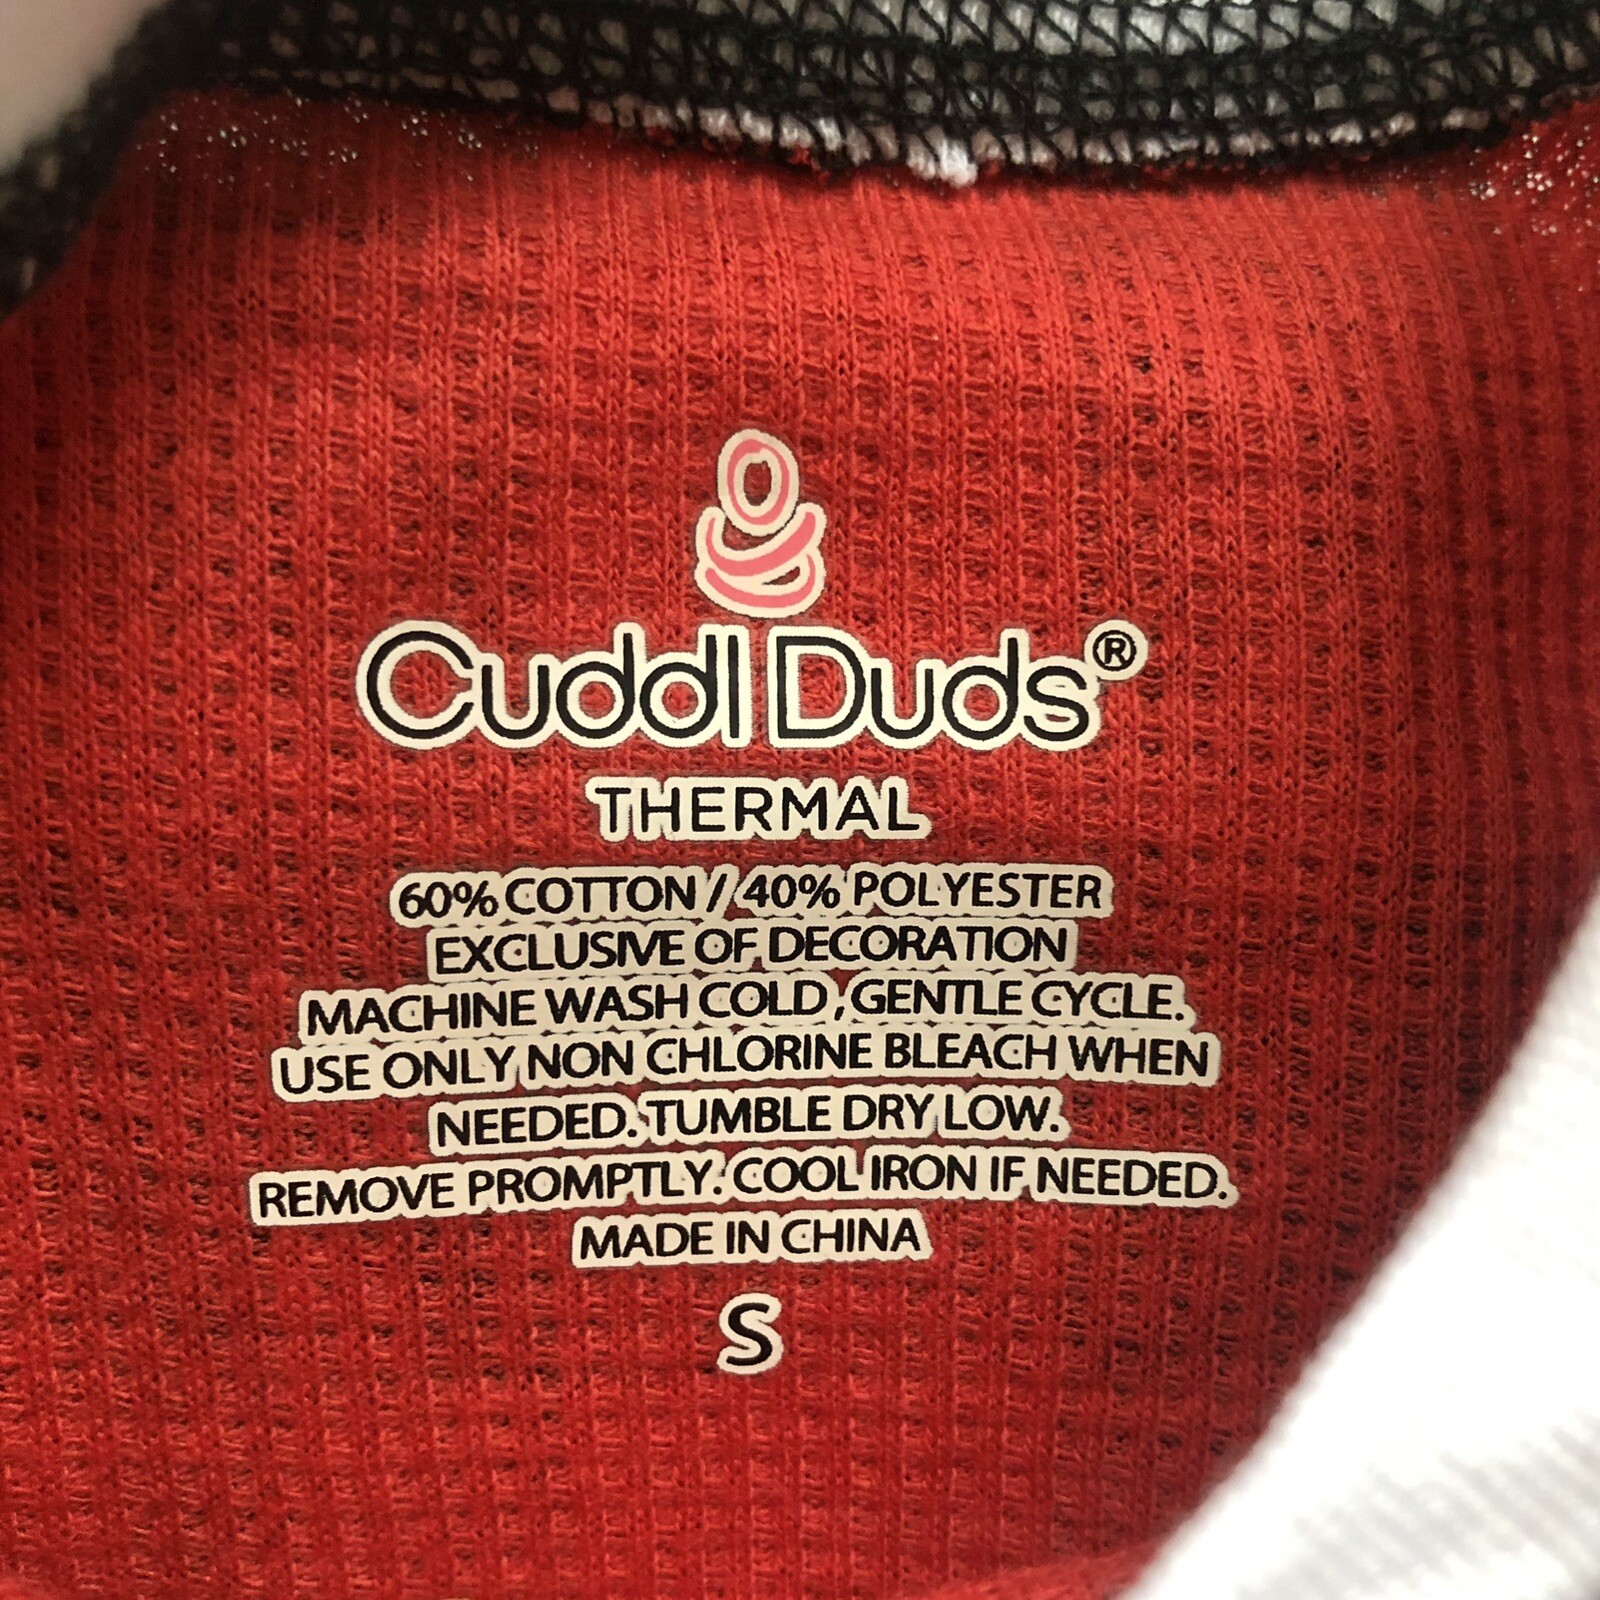 Cuddl Duds®
THERMAL
60% COTTON / 40% POLYESTER
EXCLUSIVE OF DECORATION
MACHINE WASH COLD, GENTLE CYCLE.
USE ONLY NON CHLORINE BLEACH WHEN
NEEDED. TUMBLE DRY LOW.
REMOVE PROMPTLY. COOL IRON IF NEEDED.
MADE IN CHINA
S